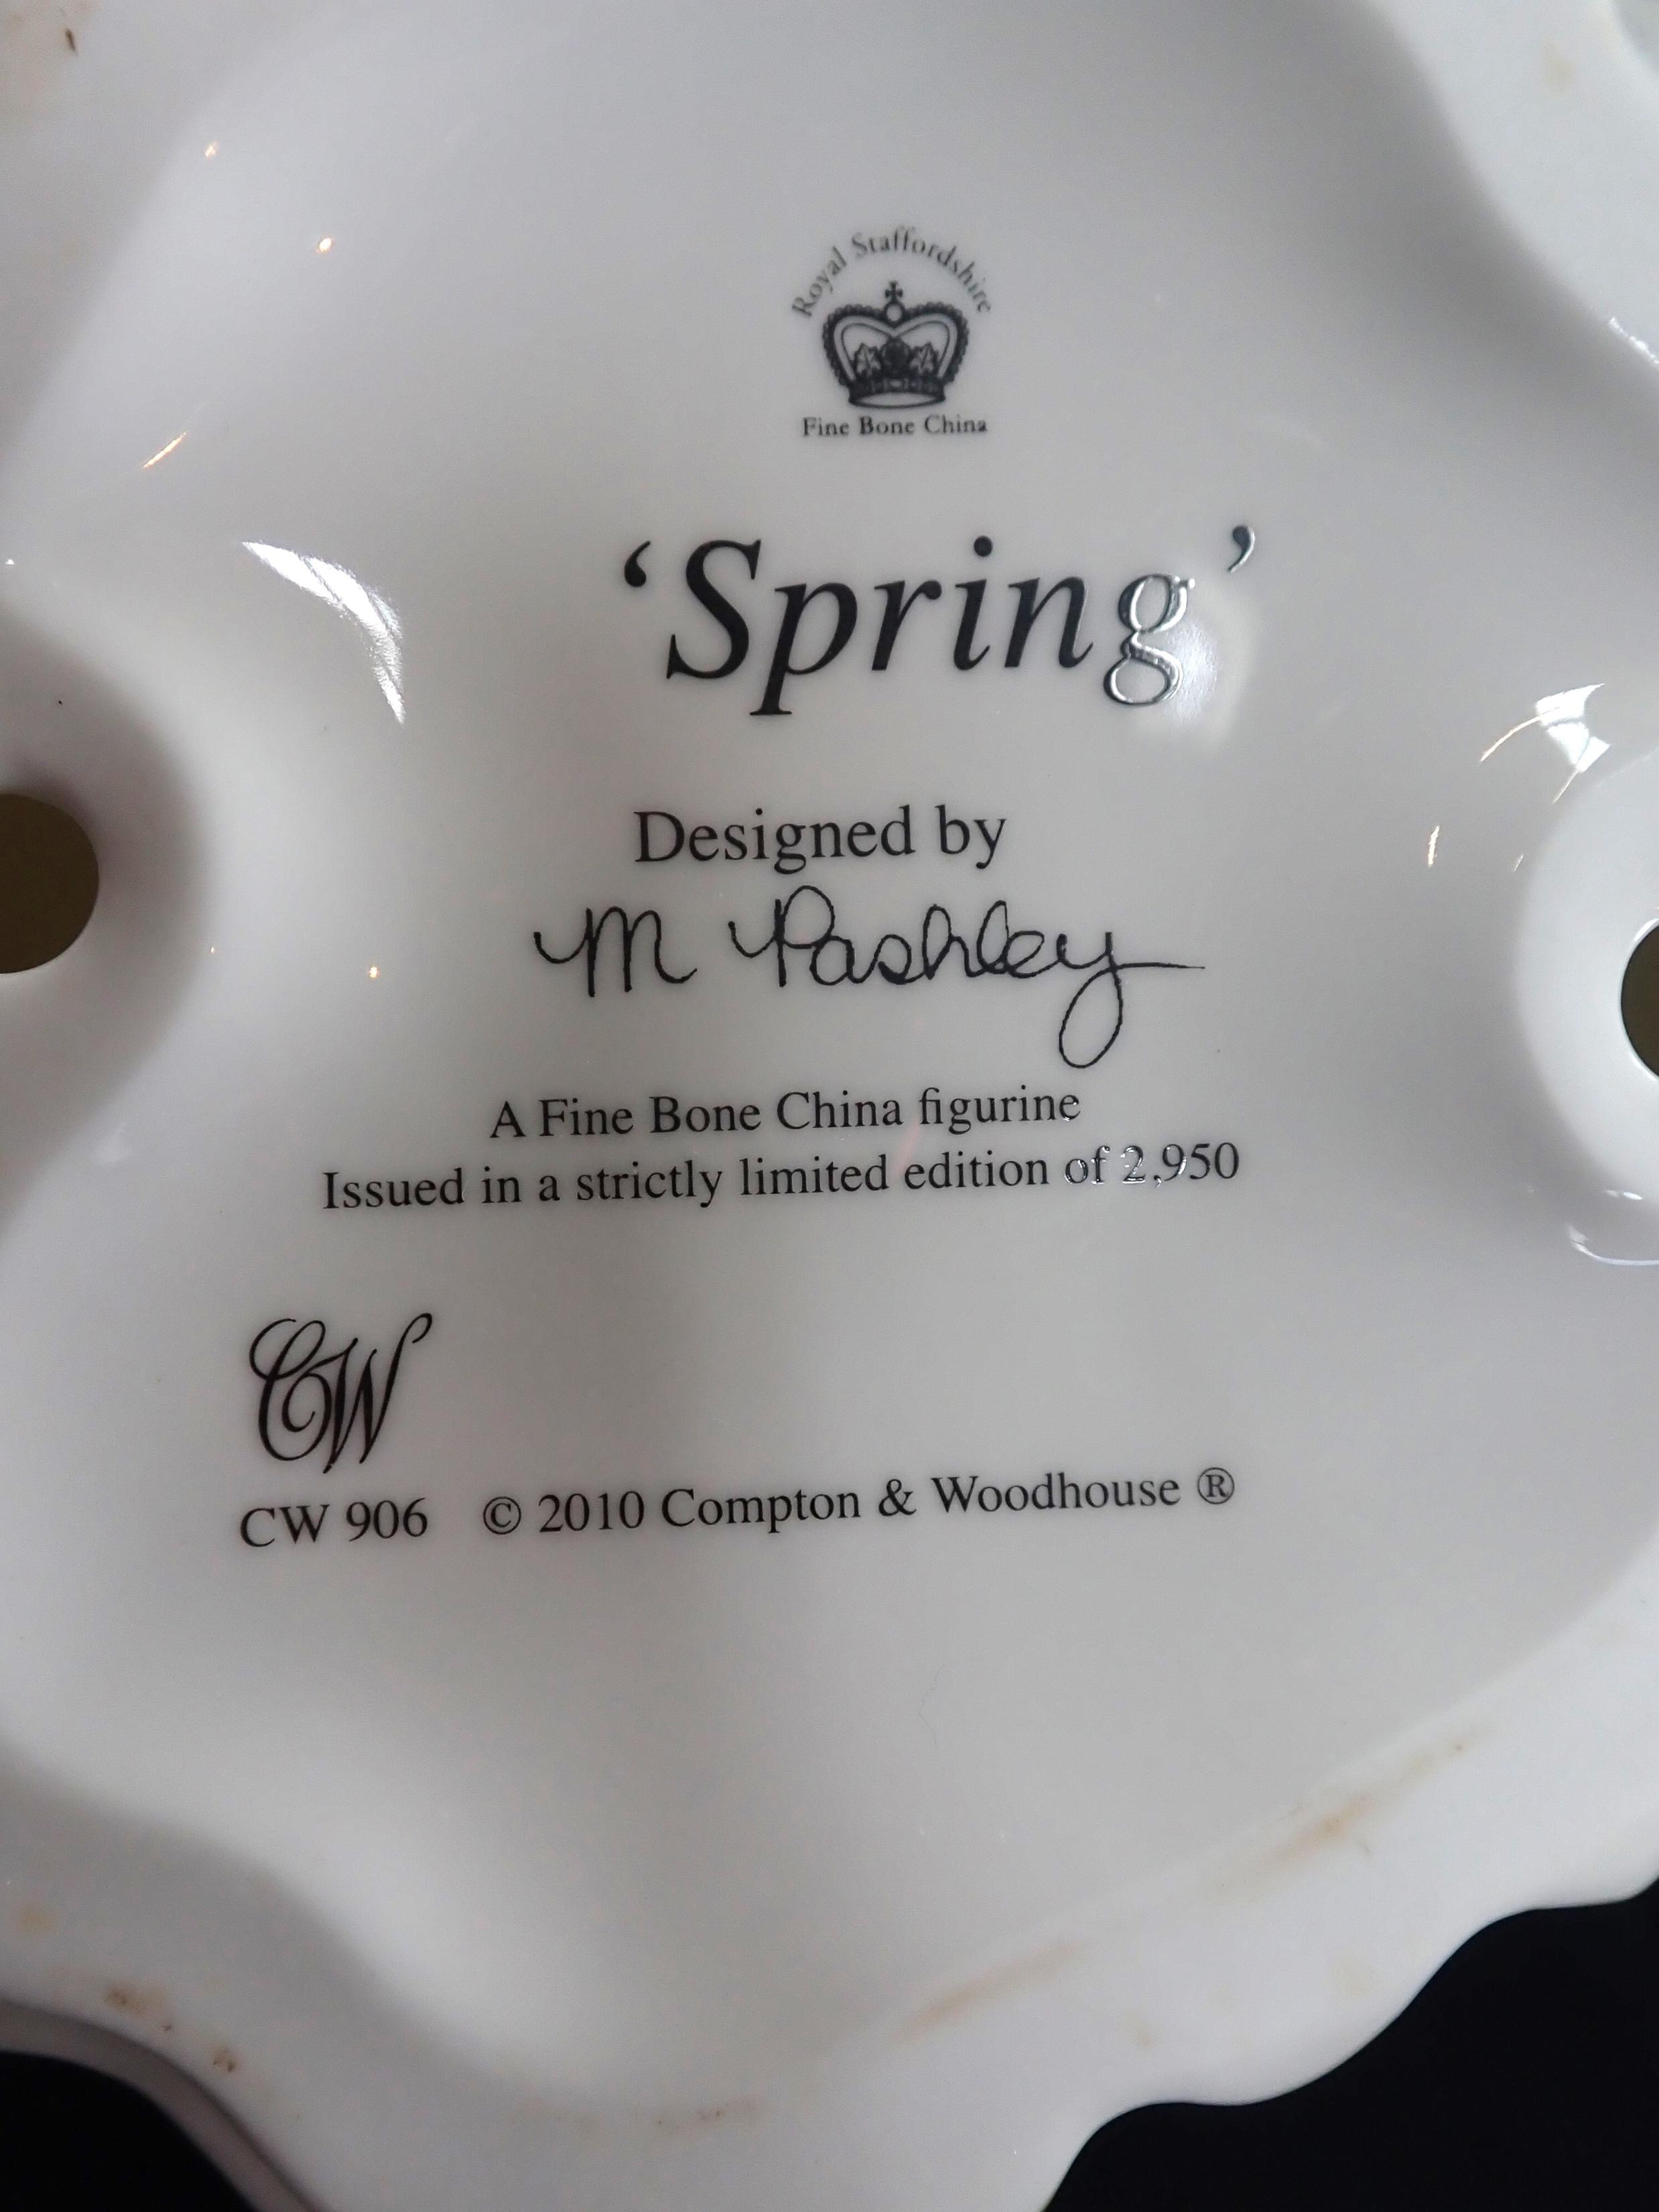 Royal Staffordshire
Fine Bone China
‘Spring’
Designed by
M Pashley
A Fine Bone China figurine
Issued in a strictly limited edition of 2,950
CW
CW 906 © 2010 Compton & Woodhouse ®